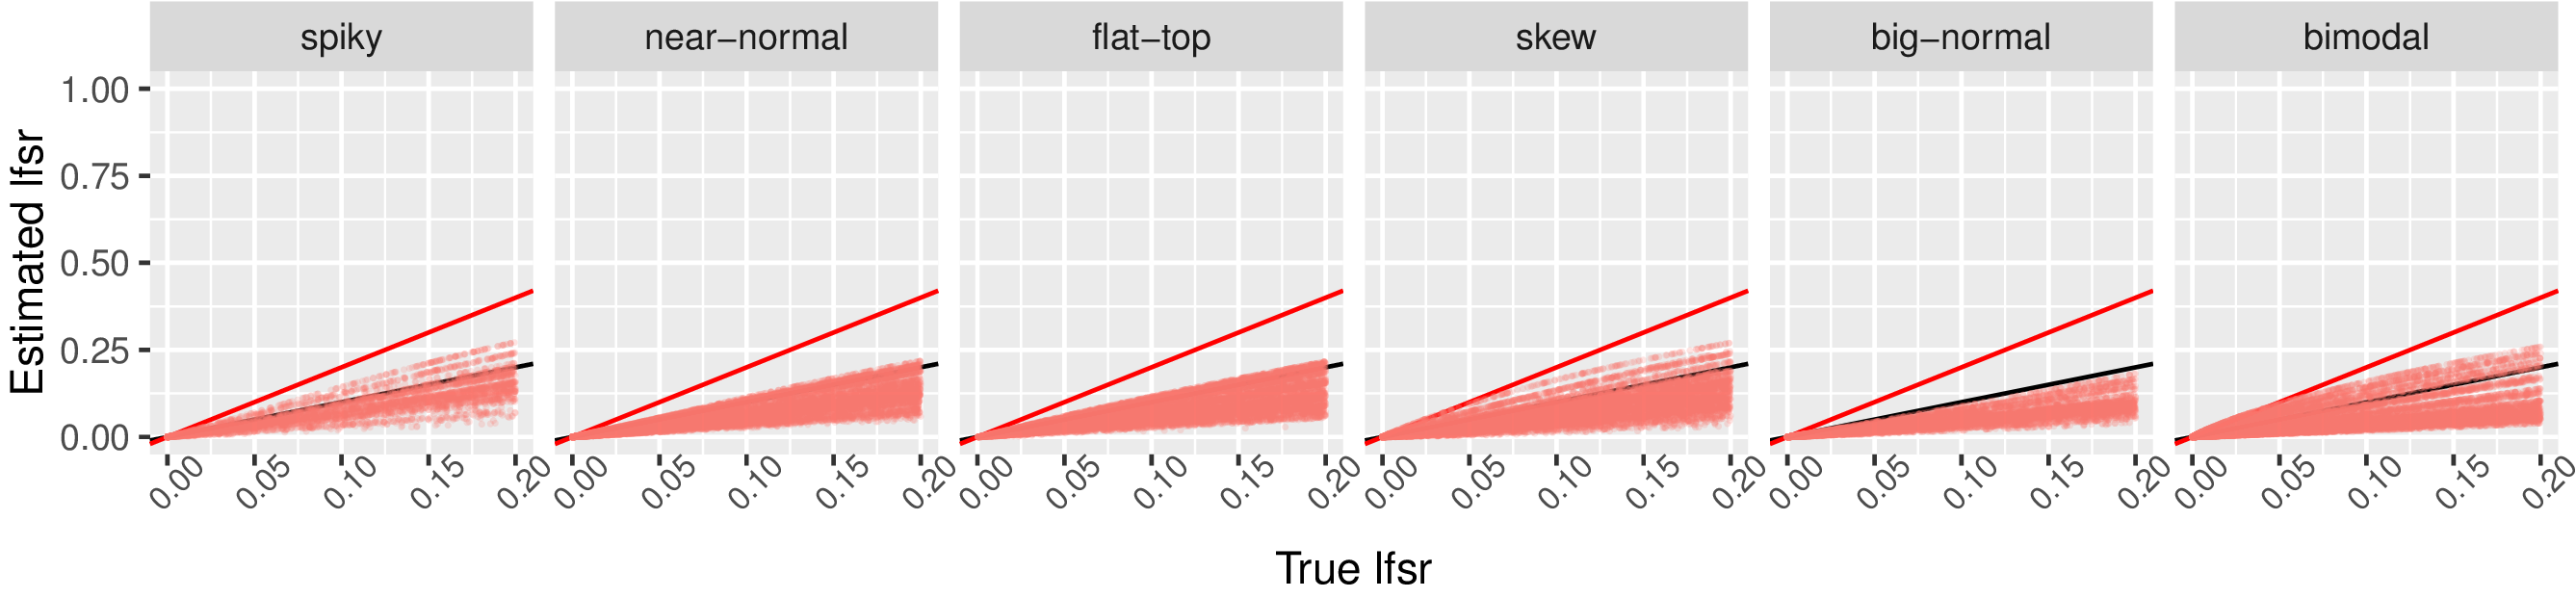 spiky near−normal flat−top skew big−normal bimodal
Estimated lfsr
1.00
0.75
0.50
0.25
0.00
0.00 0.05 0.10 0.15 0.20 0.00 0.05 0.10 0.15 0.20 0.00 0.05 0.10 0.15 0.20 0.00 0.05 0.10 0.15 0.20 0.00 0.05 0.10 0.15 0.20 0.00 0.05 0.10 0.15 0.20
True lfsr